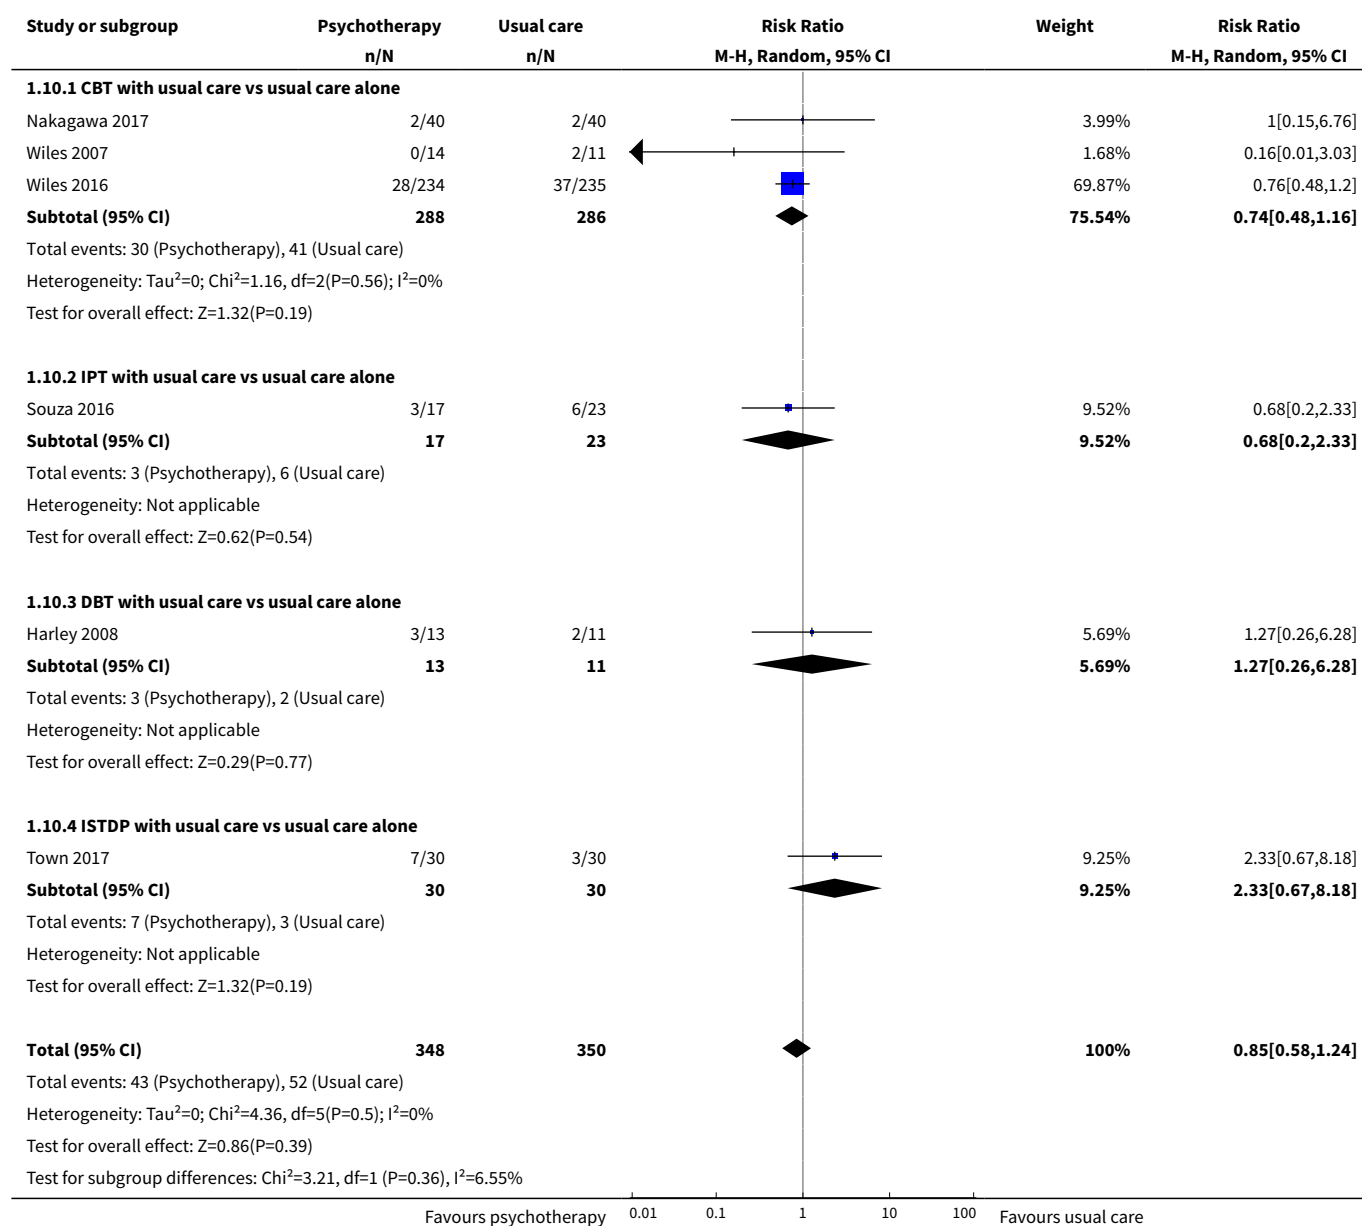 Study or subgroup Psychotherapy Usual care Risk Ratio Weight Risk Ratio
n/N n/N M-H, Random, 95% CI M-H, Random, 95% CI
1.10.1 CBT with usual care vs usual care alone
Nakagawa 2017 2/40 2/40 3.99% 1[0.15,6.76]
Wiles 2007 0/14 2/11 1.68% 0.16[0.01,3.03]
Wiles 2016 28/234 37/235 69.87% 0.76[0.48,1.2]
Subtotal (95% CI) 288 286 75.54% 0.74[0.48,1.16]
Total events: 30 (Psychotherapy), 41 (Usual care)
Heterogeneity: Tau²=0; Chi²=1.16, df=2(P=0.56); I²=0%
Test for overall effect: Z=1.32(P=0.19)
1.10.2 IPT with usual care vs usual care alone
Souza 2016 3/17 6/23 9.52% 0.68[0.2,2.33]
Subtotal (95% CI) 17 23 9.52% 0.68[0.2,2.33]
Total events: 3 (Psychotherapy), 6 (Usual care)
Heterogeneity: Not applicable
Test for overall effect: Z=0.62(P=0.54)
1.10.3 DBT with usual care vs usual care alone
Harley 2008 3/13 2/11 5.69% 1.27[0.26,6.28]
Subtotal (95% CI) 13 11 5.69% 1.27[0.26,6.28]
Total events: 3 (Psychotherapy), 2 (Usual care)
Heterogeneity: Not applicable
Test for overall effect: Z=0.29(P=0.77)
1.10.4 ISTDP with usual care vs usual care alone
Town 2017 7/30 3/30 9.25% 2.33[0.67,8.18]
Subtotal (95% CI) 30 30 9.25% 2.33[0.67,8.18]
Total events: 7 (Psychotherapy), 3 (Usual care)
Heterogeneity: Not applicable
Test for overall effect: Z=1.32(P=0.19)
Total (95% CI) 348 350 100% 0.85[0.58,1.24]
Total events: 43 (Psychotherapy), 52 (Usual care)
Heterogeneity: Tau²=0; Chi²=4.36, df=5(P=0.5); I²=0%
Test for overall effect: Z=0.86(P=0.39)
Test for subgroup differences: Chi²=3.21, df=1 (P=0.36), I²=6.55%
Favours psychotherapy 0.01 0.1 1 10 100 Favours usual care